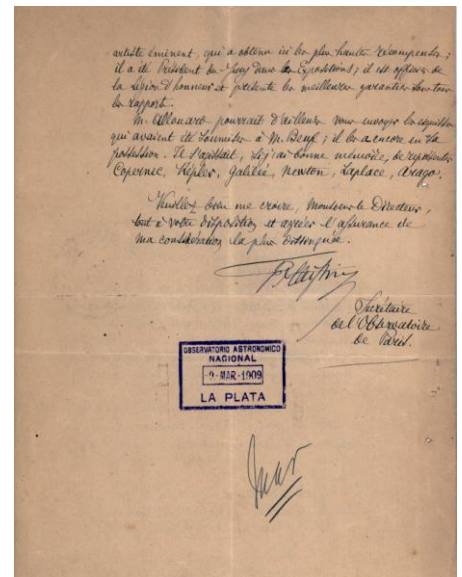 artiste éminent, qui a obtenu ici les plus hautes récompenses ;
il a été Président du Jury dans les Expositions ; il est officier de
la Légion d'honneur et présente les meilleures garanties sous tous
les rapports.
M. pourrait d'ailleurs vous envoyer les esquisses
qui avaient été soumises à M. ; il les a encore en sa
possession. Il s'agissait, si j'ai bonne mémoire, de représenter
Copernic, Képler, Galilée, Newton, Laplace, Arago.
Veuillez bien me croire, Monsieur le Directeur,
tout à votre disposition et agréer l'assurance de
ma considération la plus distinguée.
Secrétaire
de l'Observatoire
de Paris.
OBSERVATORIO ASTRONOMICO
NACIONAL
-9-MAR-1909
LA PLATA